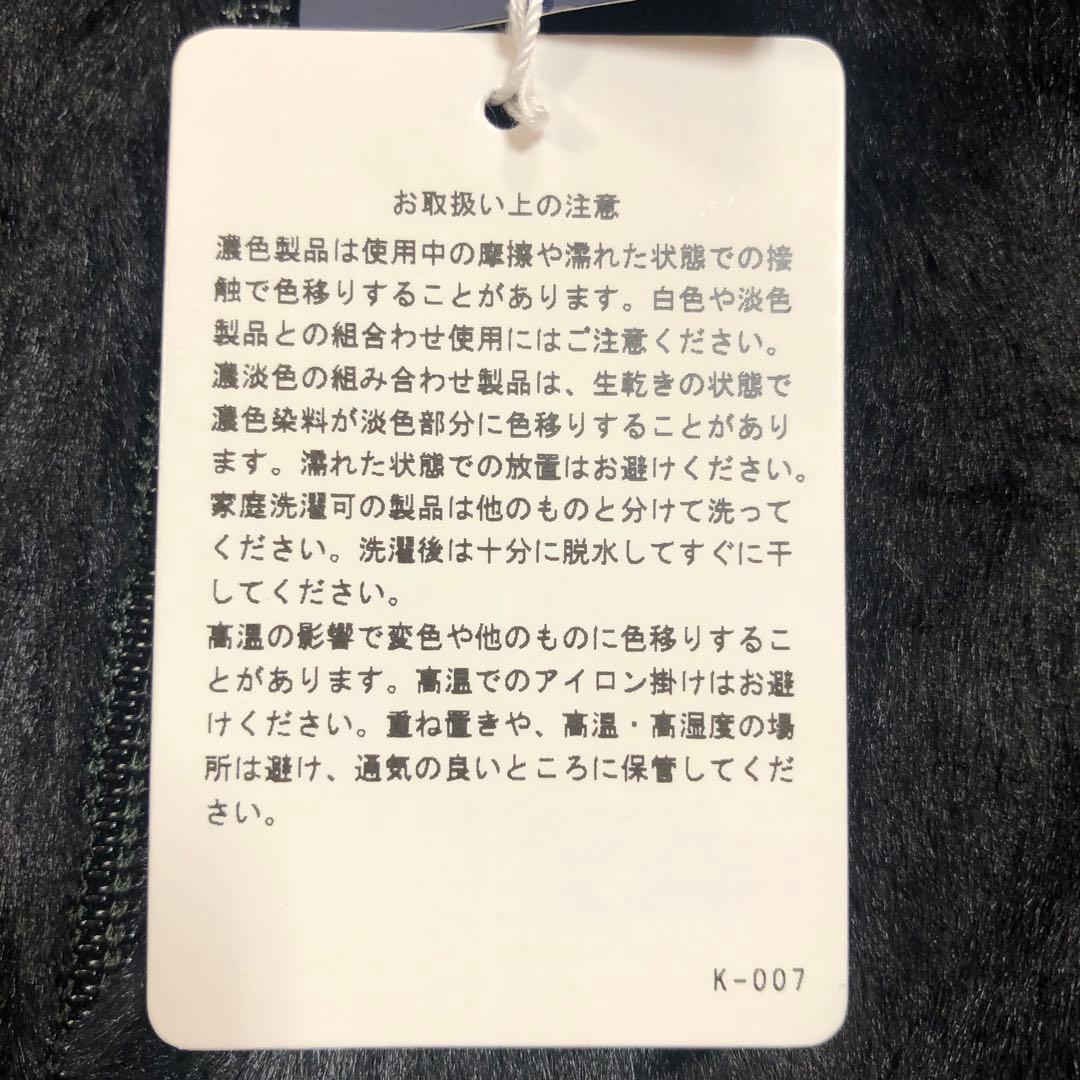 お取扱い上の注意
濃色製品は使用中の摩擦や濡れた状態での接
触で色移りすることがあります。白色や淡色
製品との組合わせ使用にはご注意ください。
濃淡色の組み合わせ製品は、生乾きの状態で
濃色染料が淡色部分に色移りすることがあり
ます。濡れた状態での放置はお避けください。
家庭洗濯可の製品は他のものと分けて洗って
ください。洗濯後は十分に脱水してすぐに干
してください。
高温の影響で変色や他のものに色移りするこ
とがあります。高温でのアイロン掛けはお避
けください。重ね置きや、高温・高湿度の場
所は避け、通気の良いところに保管してくだ
さい。
K-007